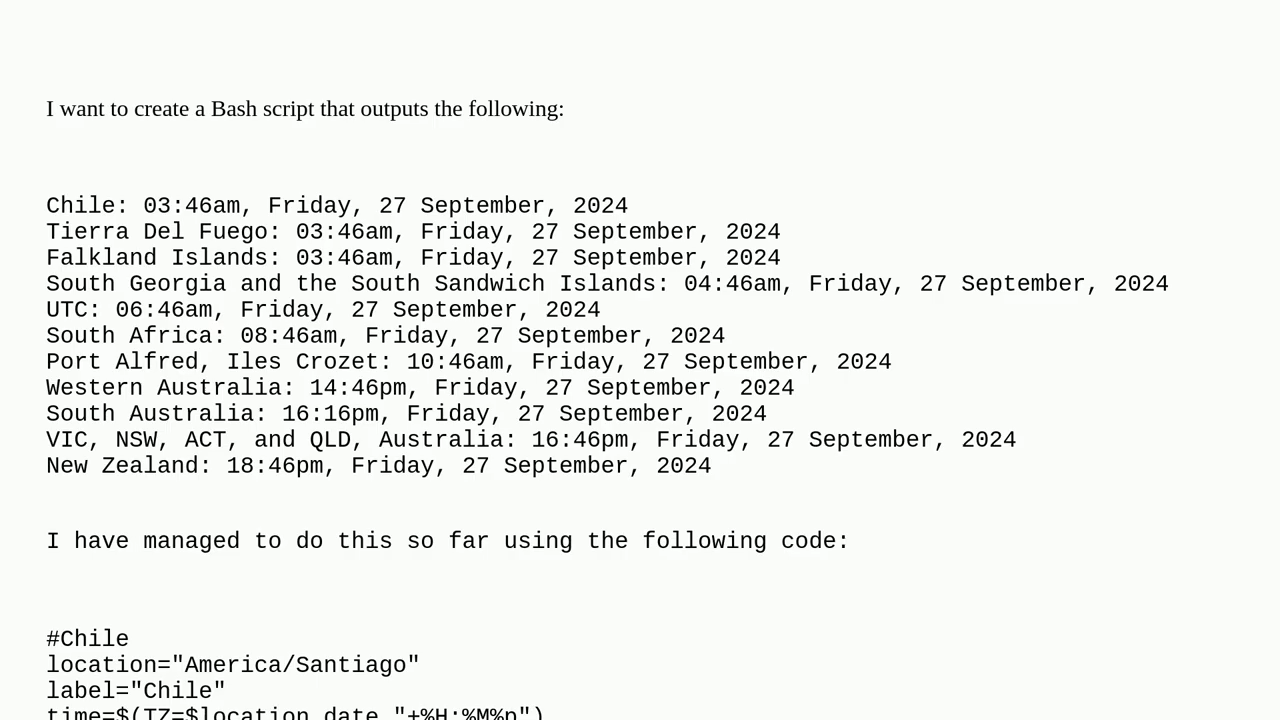 I want to create a Bash script that outputs the following:
Chile: 03:46am, Friday, 27 September, 2024
Tierra Del Fuego: 03:46am, Friday, 27 September, 2024
Falkland Islands: 03:46am, Friday, 27 September, 2024
South Georgia and the South Sandwich Islands: 04:46am, Friday, 27 September, 2024
UTC: 06:46am, Friday, 27 September, 2024
South Africa: 08:46am, Friday, 27 September, 2024
Port Alfred, Iles Crozet: 10:46am, Friday, 27 September, 2024
Western Australia: 14:46pm, Friday, 27 September, 2024
South Australia: 16:16pm, Friday, 27 September, 2024
VIC, NSW, ACT, and QLD, Australia: 16:46pm, Friday, 27 September, 2024
New Zealand: 18:46pm, Friday, 27 September, 2024
I have managed to do this so far using the following code:
#Chile
location="America/Santiago"
label="Chile"
time=$(TZ=$location date "+%H:%M%p")